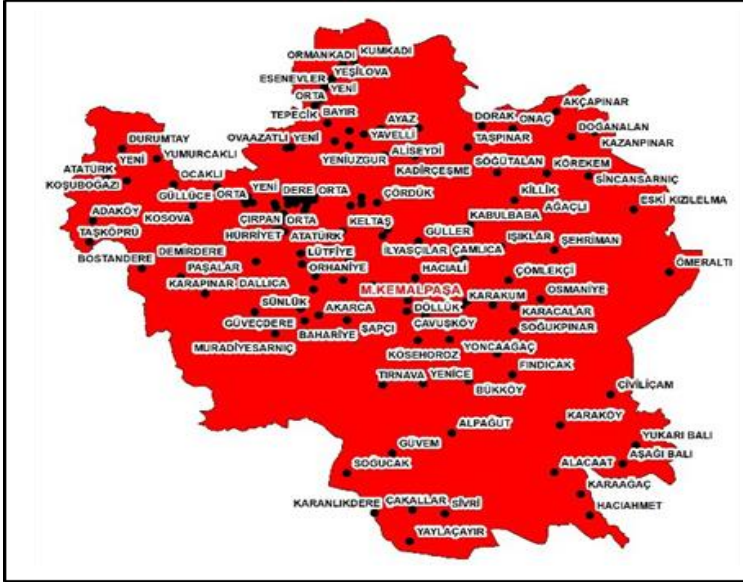 ORMANKADI KUMKADI
ESENEVLER YEŞİLOVA
ORTA YENİ
TEPECİK BAYIR
AKÇAPINAR
AYAZ DORAK ONAÇ
DURUMTAY OVAAZATLI YENİ YAVELLİ TAŞPINAR DOĞANALAN
KAZANPINAR
YENİ YUMURCAKLI YENİUZGUR ALİSEYDİ
ATATÜRK OCAKLI KADİRÇEŞME SÖĞÜTALAN KÖREKEM
KOŞUBOĞAZI SİNCANSARNIÇ
GÜLLÜCE ORTA YENİ DERE ORTA ÇÖRDÜK KİLLİK ESKİ KIZILELMA
ADAKÖY KOSOVA AĞAÇLI
ÇIRPAN ORTA KELTAŞ KABULBABA
TAŞKÖPRÜ HÜRRİYET ATATÜRK GÜLLER IŞIKLAR
BOSTANDERE DEMİRDERE LÜTFİYE İLYASÇILAR ÇAMLICA ŞEHRİMAN
PAŞALAR ORHANİYE HACIALİ ÖMERALTI
KARAPINAR DALLICA ÇÖMLEKÇİ
M.KEMALPAŞA
SÜNLÜK AKARCA DÖLLÜK KARAKUM OSMANİYE
GÜVEÇDERE ŞAPÇI ÇAVUŞKÖY KARACALAR
BAHARİYE SOĞUKPINAR
MURADİYESARNIÇ KÖSEHOROZ YONCAAĞAÇ
FINDICAK
TIRNAVA YENİCE BÜKKÖY
ÇİVİLİÇAM
ALPAĞUT KARAKÖY
GÜVEM YUKARI BALI
SOĞUCAK ALACAAT AŞAĞI BALI
KARAAĞAÇ
KARANLIKDERE ÇAKALLAR SİVRİ HACIAHMET
YAYLAÇAYIR